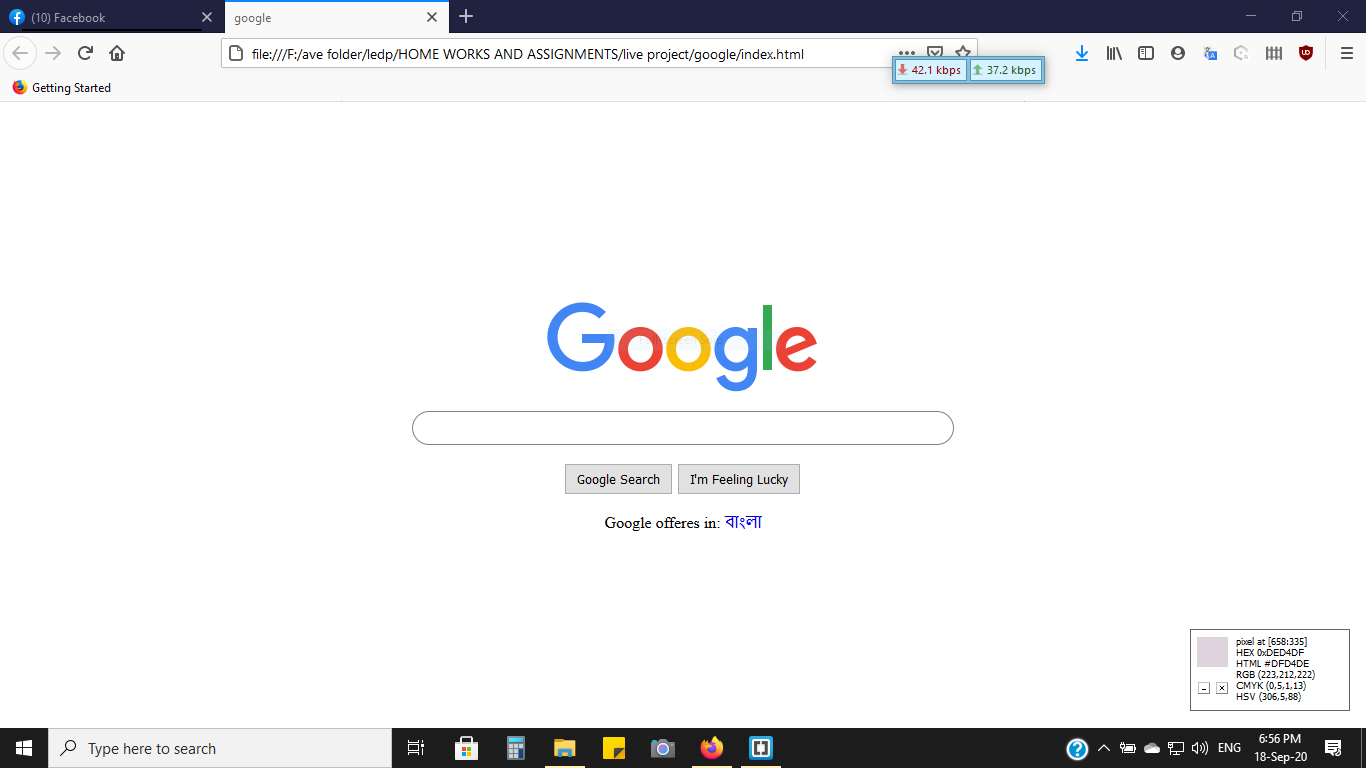 (10) Facebook
google
file:///F:/ave folder/ledp/HOME WORKS AND ASSIGNMENTS/live project/google/index.html
42.1 kbps
37.2 kbps
Getting Started
Google
Google Search
I'm Feeling Lucky
Google offeres in: বাংলা
pixel at [658:335]
HEX 0xDED4DF
HTML #DFD4DE
RGB (223,212,222)
CMYK (0,5,1,13)
HSV (306,5,88)
Type here to search
ENG
6:56 PM
18-Sep-20